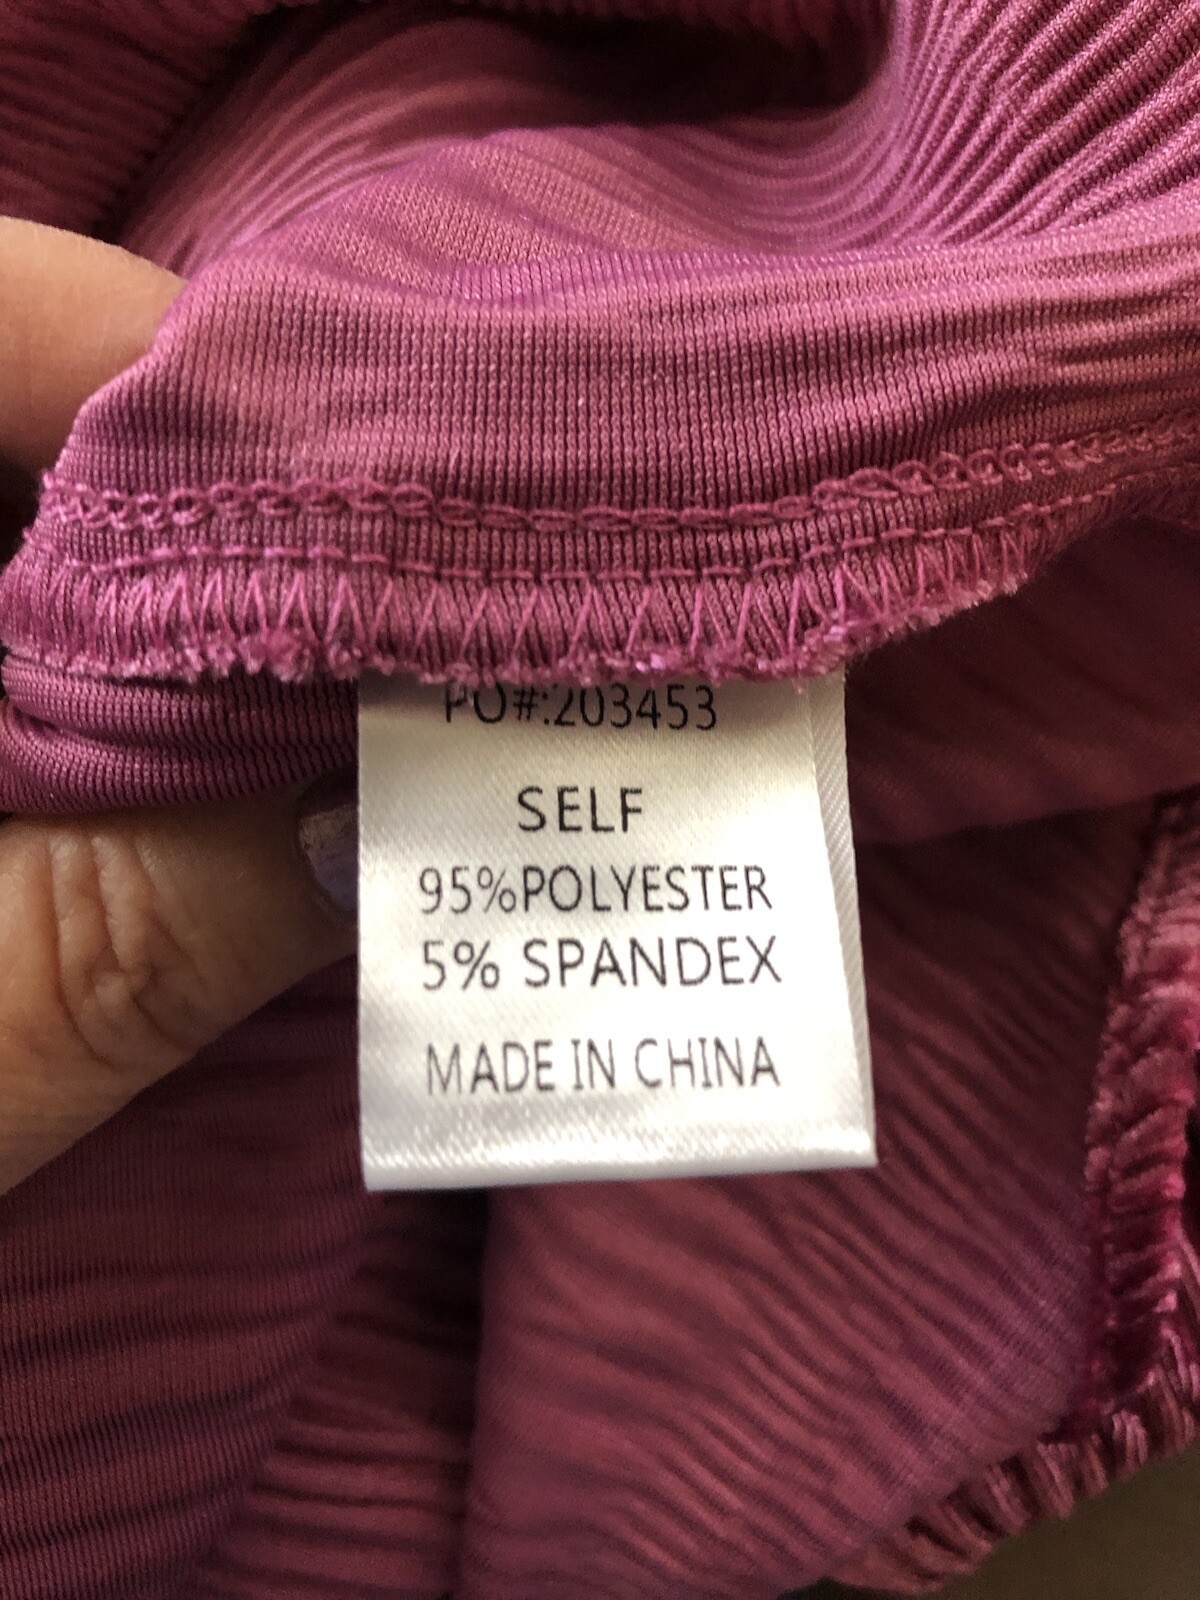 PO#:203453
SELF
95%POLYESTER
5% SPANDEX
MADE IN CHINA